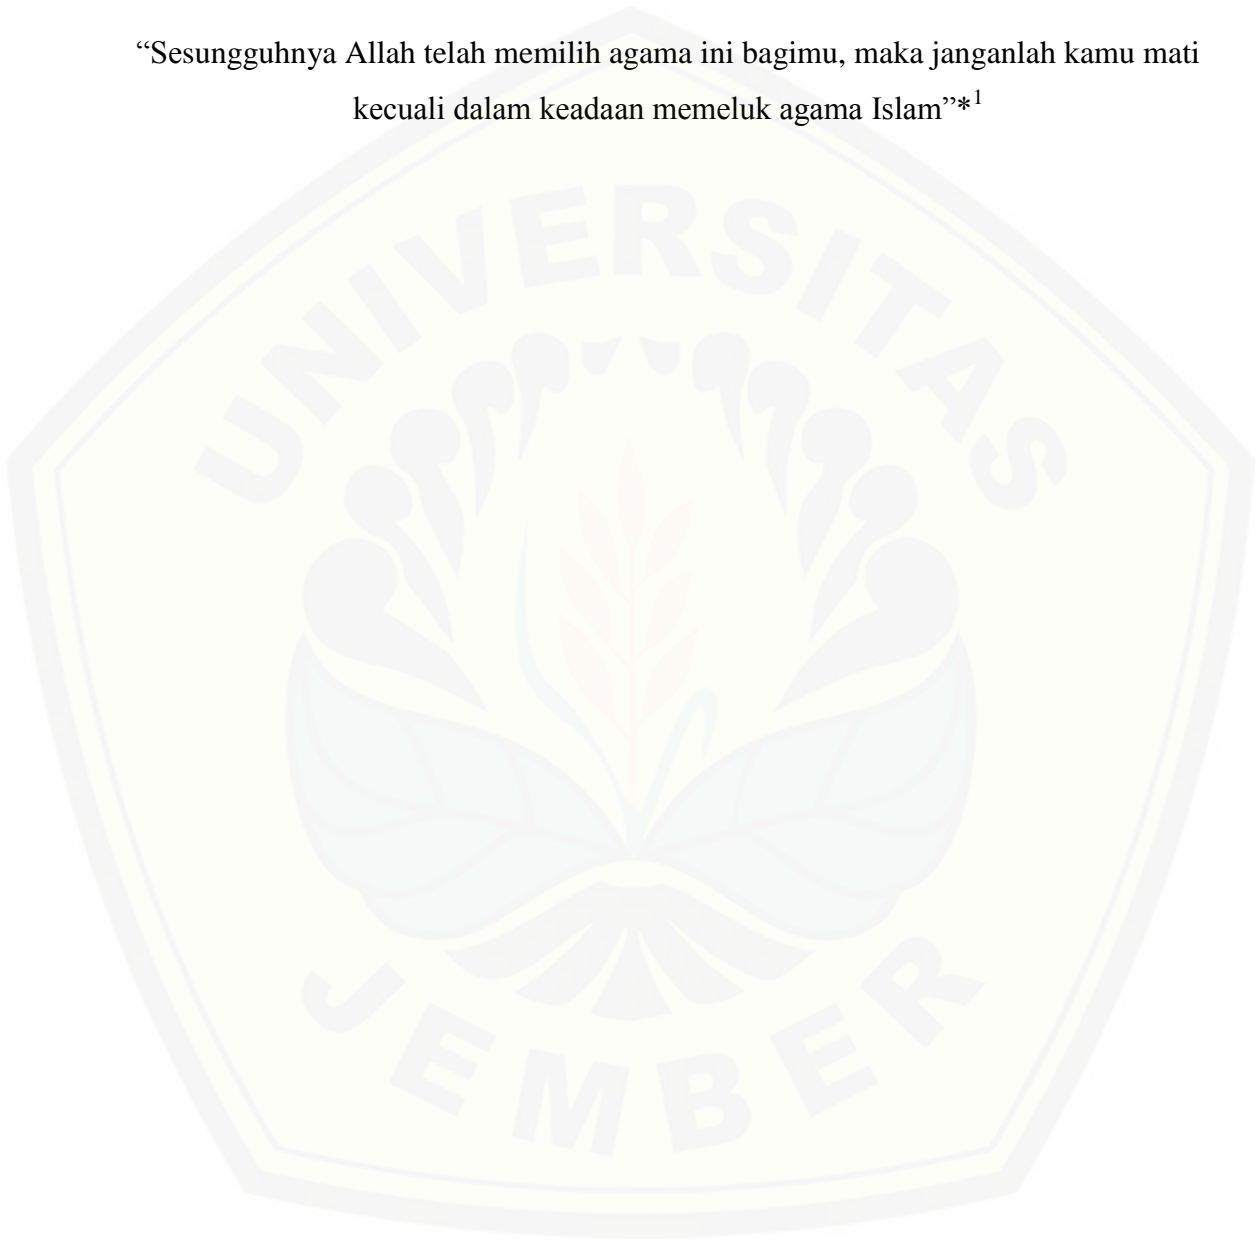 “Sesungguhnya Allah telah memilih agama ini bagimu, maka janganlah kamu mati
kecuali dalam keadaan memeluk agama Islam”*1
UNIVERSITAS
JEMBER